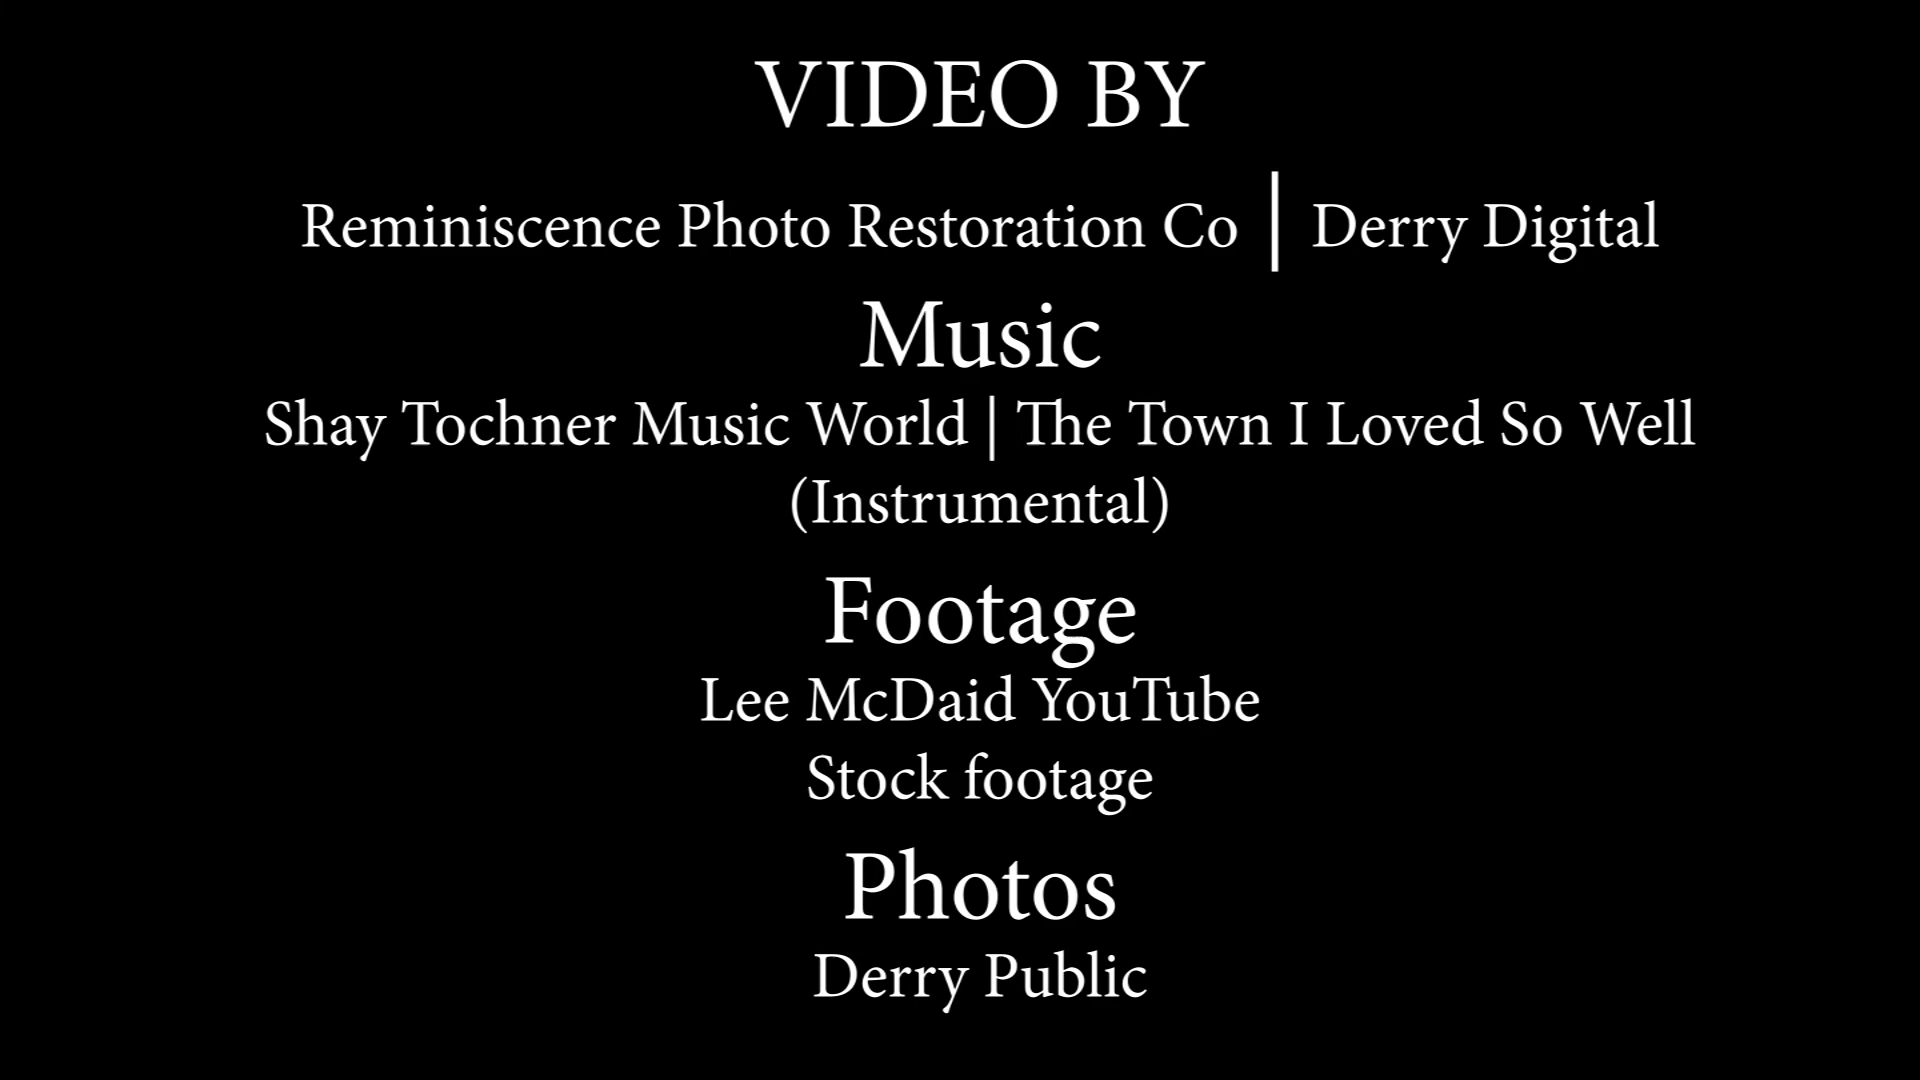 VIDEO BY
Reminiscence Photo Restoration Co | Derry Digital
Music
Shay Tochner Music World | The Town I Loved So Well
(Instrumental)
Footage
Lee McDaid YouTube
Stock footage
Photos
Derry Public